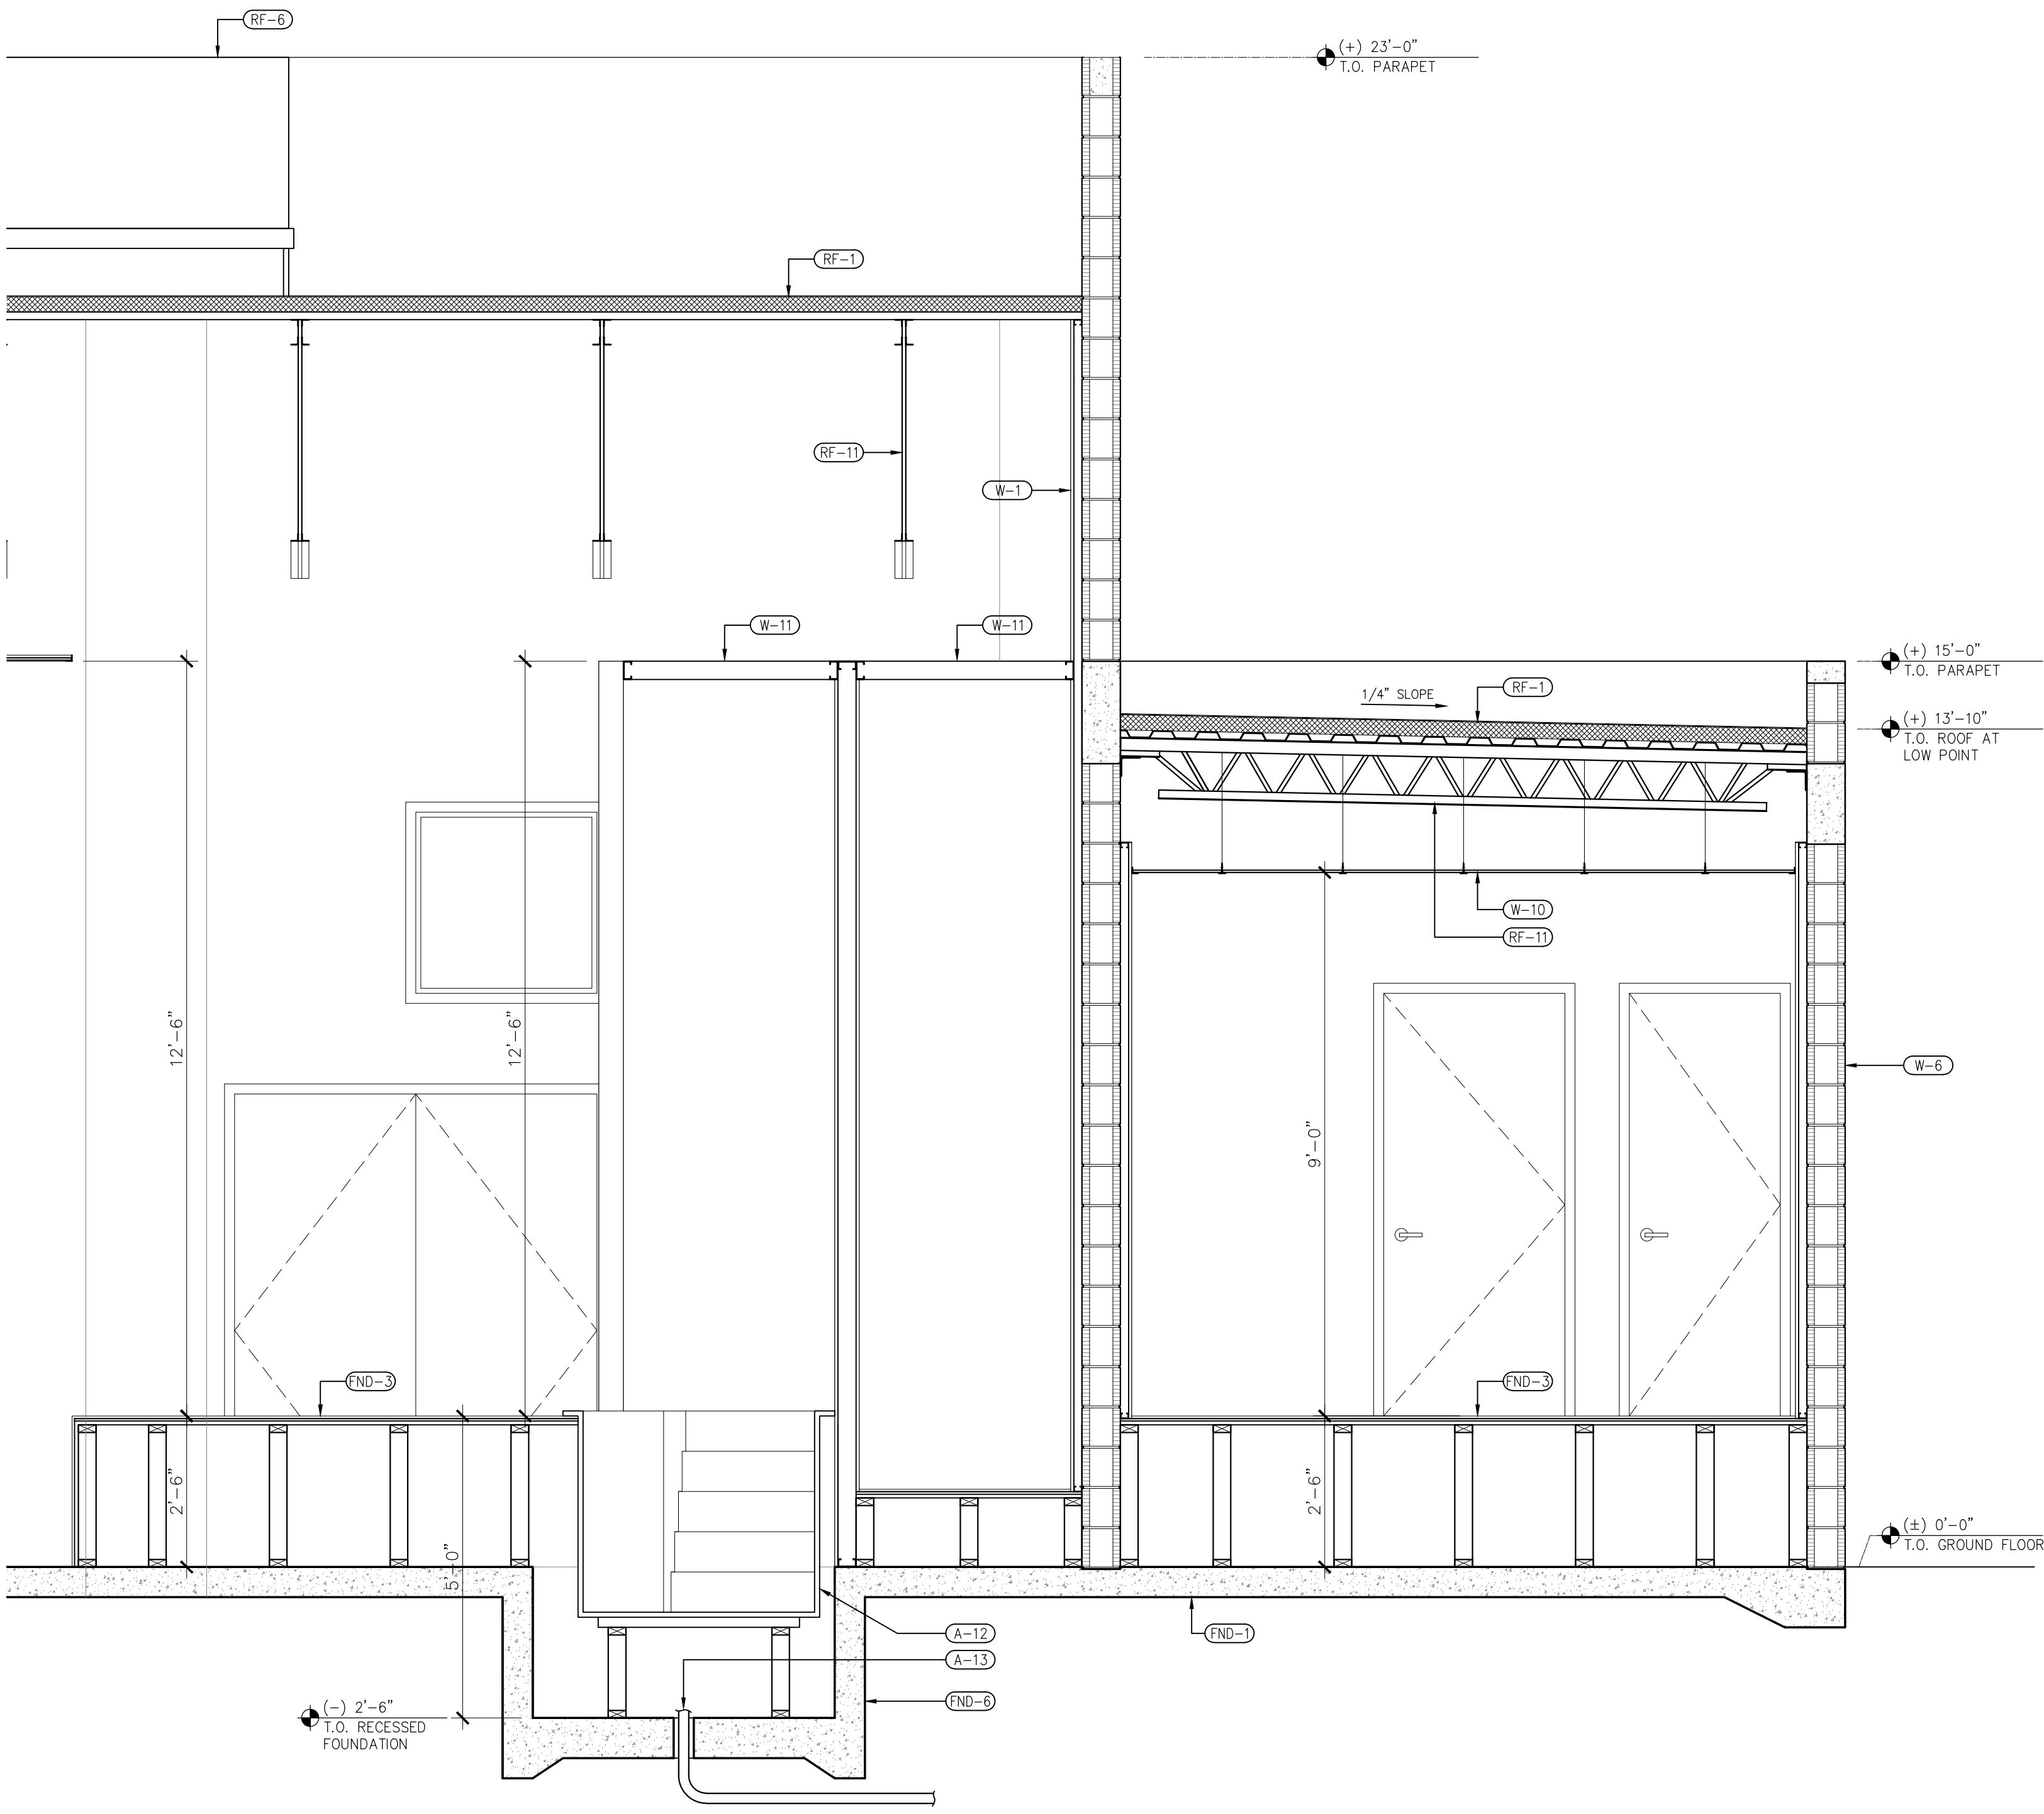 RF-6
(+) 23'-0"
T.O. PARAPET
RF-1
RF-11
W-1
W-11
W-11
(+) 15'-0"
T.O. PARAPET
1/4" SLOPE
RF-1
(+) 13'-10"
T.O. ROOF AT
LOW POINT
W-10
RF-11
12'-6"
12'-6"
9'-0"
W-6
FND-3
FND-3
2'-6"
5'-0"
2'-6"
(±) 0'-0"
T.O. GROUND FLOOR
A-12
FND-1
A-13
FND-6
(-) 2'-6"
T.O. RECESSED
FOUNDATION